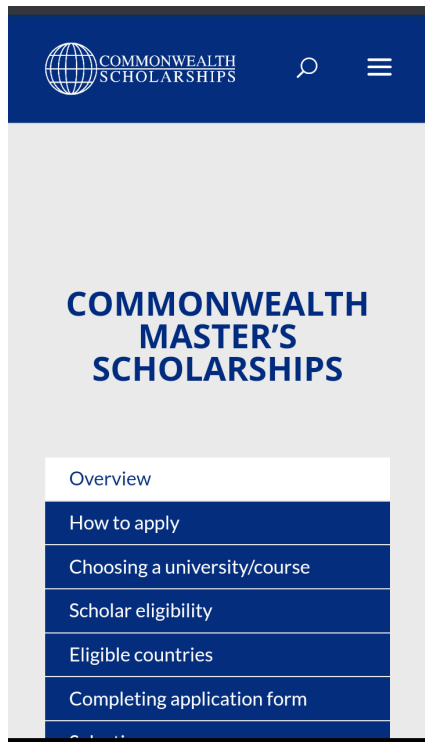 COMMONWEALTH
SCHOLARSHIPS
COMMONWEALTH
MASTER'S
SCHOLARSHIPS
Overview
How to apply
Choosing a university/course
Scholar eligibility
Eligible countries
Completing application form